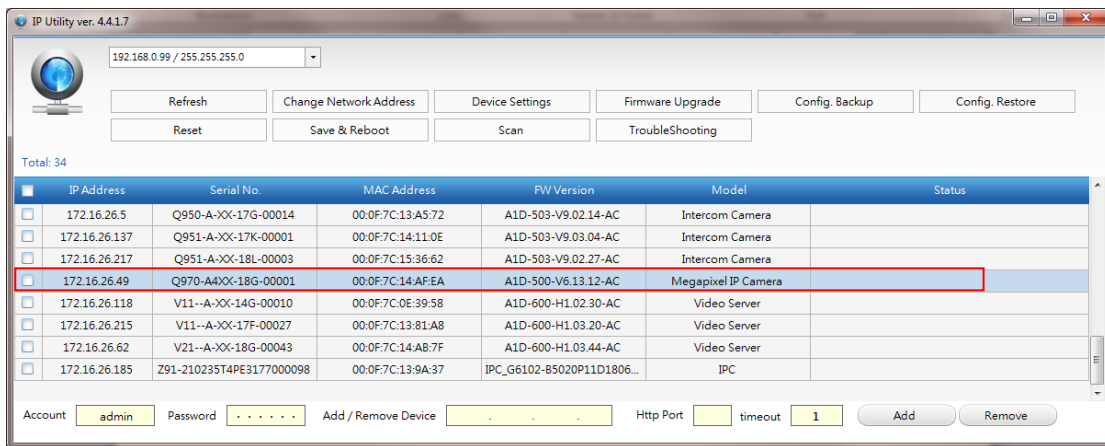 IP Utility ver. 4.4.1.7
192.168.0.99 / 255.255.255.0
Refresh Change Network Address Device Settings Firmware Upgrade Config. Backup Config. Restore
Reset Save & Reboot Scan TroubleShooting
Total: 34
IP Address Serial No. MAC Address FW Version Model Status
172.16.26.5 Q950-A-XX-17G-00014 00:0F:7C:13:A5:72 A1D-503-V9.02.14-AC Intercom Camera
172.16.26.137 Q951-A-XX-17K-00001 00:0F:7C:14:11:0E A1D-503-V9.03.04-AC Intercom Camera
172.16.26.217 Q951-A-XX-18L-00003 00:0F:7C:15:36:62 A1D-503-V9.02.27-AC Intercom Camera
172.16.26.49 Q970-A4XX-18G-00001 00:0F:7C:14:AF:EA A1D-500-V6.13.12-AC Megapixel IP Camera
172.16.26.118 V11--A-XX-14G-00010 00:0F:7C:0E:39:58 A1D-600-H1.02.30-AC Video Server
172.16.26.215 V11--A-XX-17F-00027 00:0F:7C:13:81:A8 A1D-600-H1.03.20-AC Video Server
172.16.26.62 V21--A-XX-18G-00043 00:0F:7C:14:AB:7F A1D-600-H1.03.44-AC Video Server
172.16.26.185 Z91-210235T4PE3177000098 00:0F:7C:13:9A:37 IPC_G6102-B5020P11D1806... IPC
Account admin Password ...... Add / Remove Device . . . Http Port timeout 1 Add Remove